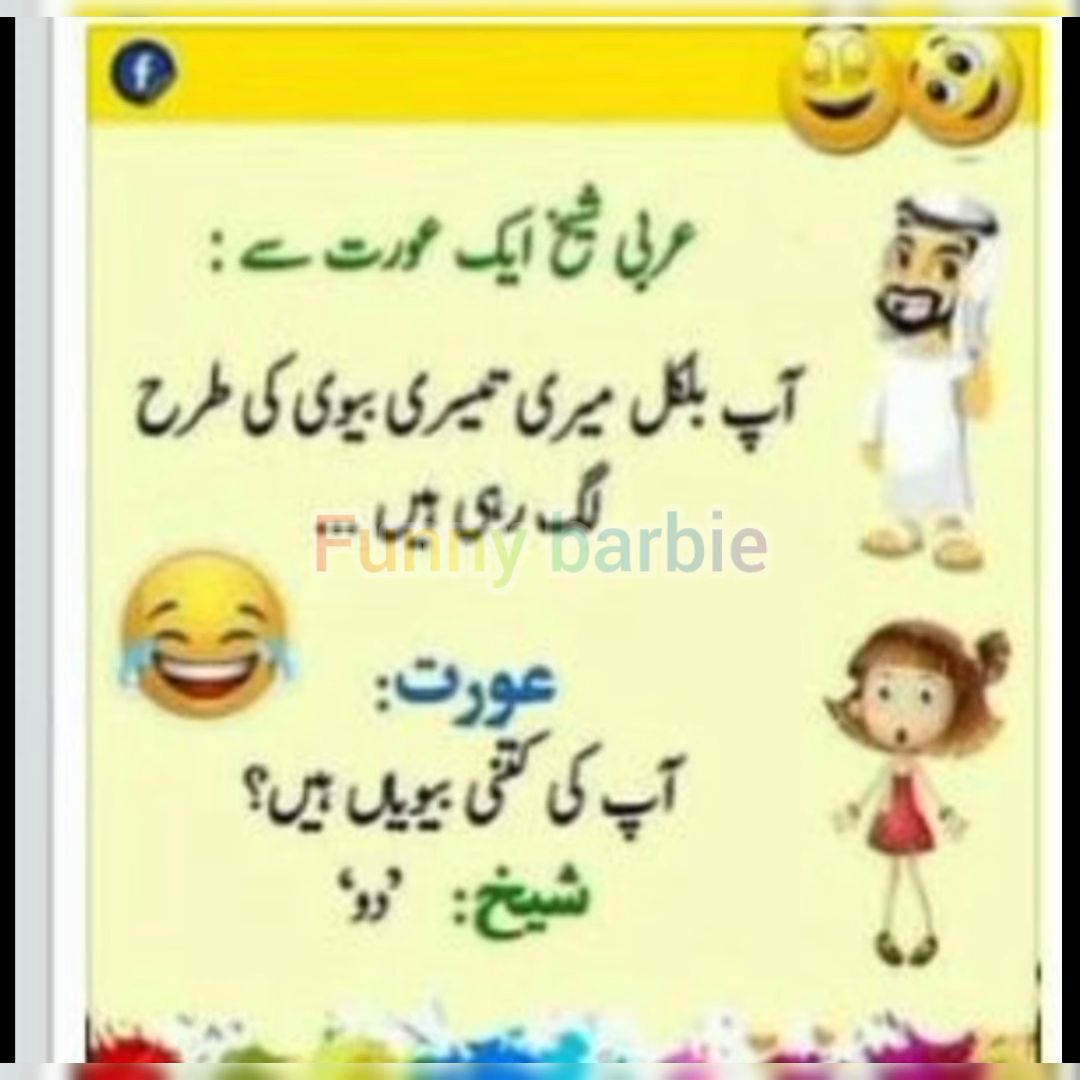 عربی شیخ ایک عورت سے :
آپ بلکل میری تیسری بیوی کی طرح
لگ رہی ہیں ...
Funny barbie
عورت:
آپ کی کتنی بیویاں ہیں؟
شیخ: ’دو‘